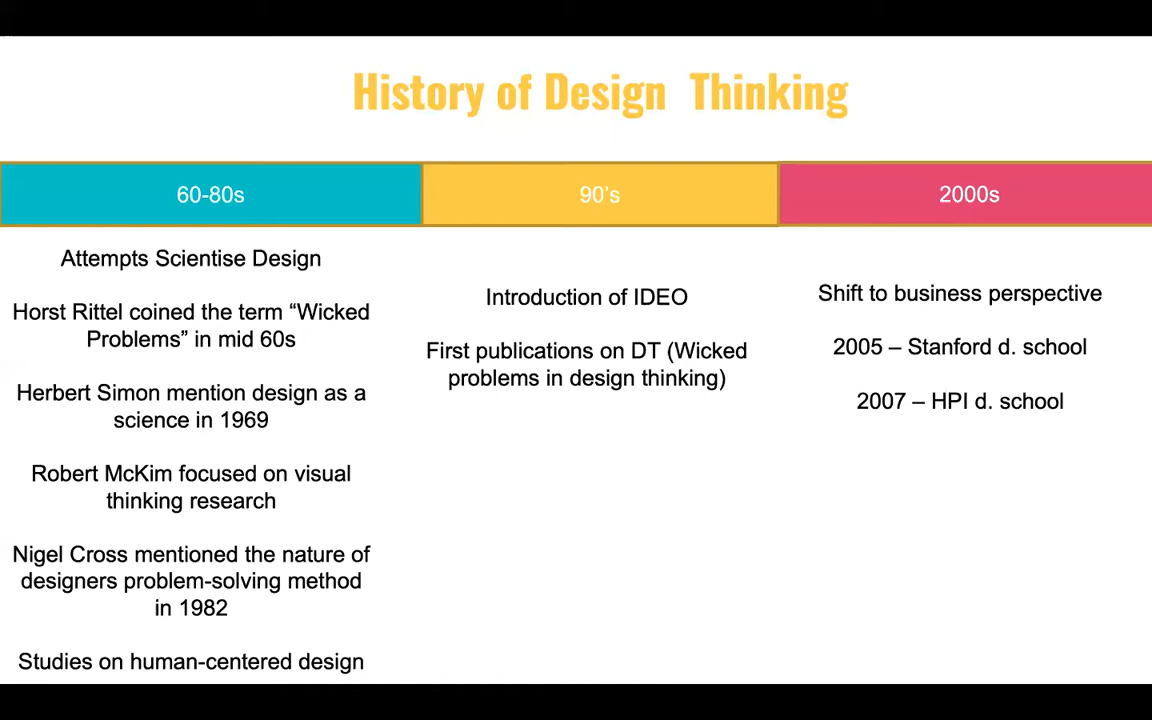 History of Design Thinking
60-80s
Attempts Scientise Design
Horst Rittel coined the term “Wicked
Problems” in mid 60s
Herbert Simon mention design as a
science in 1969
Robert McKim focused on visual
thinking research
Nigel Cross mentioned the nature of
designers problem-solving method
in 1982
Studies on human-centered design
90’s
Introduction of IDEO
First publications on DT (Wicked
problems in design thinking)
2000s
Shift to business perspective
2005 – Stanford d. school
2007 – HPI d. school